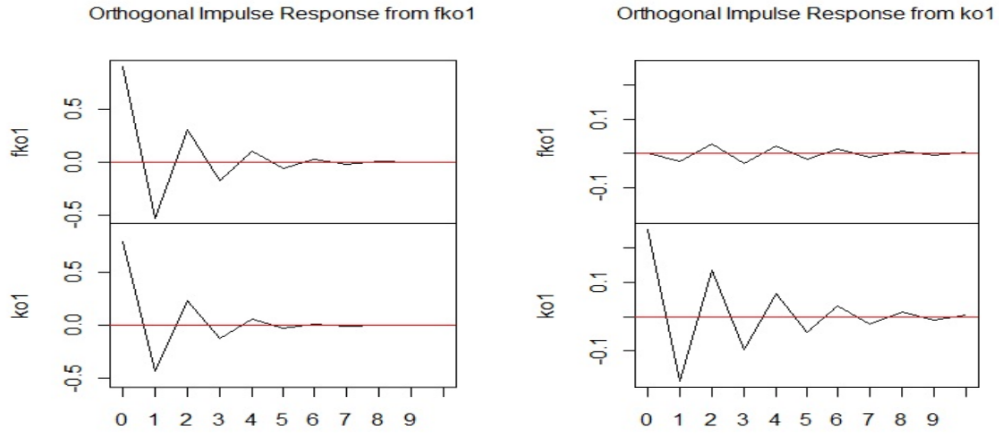 Orthogonal Impulse Response from fko1
fko1
0.5
0.0
-0.5
ko1
0.5
0.0
-0.5
0 1 2 3 4 5 6 7 8 9
Orthogonal Impulse Response from ko1
fko1
0.1
-0.1
ko1
0.1
-0.1
0 1 2 3 4 5 6 7 8 9